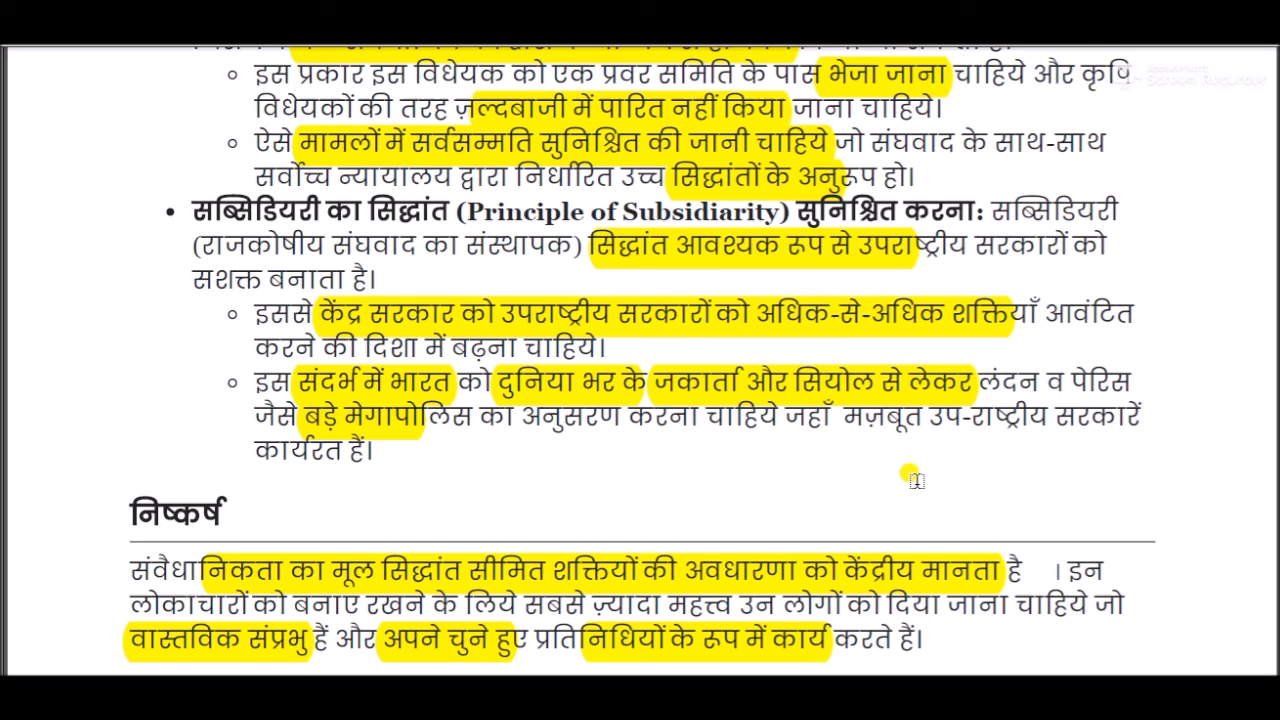 इस प्रकार इस विधेयक को एक प्रवर समिति के पास भेजा जाना चाहिये और कृषि
विधेयकों की तरह ज़ल्दबाजी में पारित नहीं किया जाना चाहिये।
ऐसे मामलों में सर्वसम्मति सुनिश्चित की जानी चाहिये जो संघवाद के साथ-साथ
सर्वोच्च न्यायालय द्वारा निर्धारित उच्च सिद्धांतों के अनुरूप हो।
सब्सिडियरी का सिद्धांत (Principle of Subsidiarity) सुनिश्चित करना: सब्सिडियरी
(राजकोषीय संघवाद का संस्थापक) सिद्धांत आवश्यक रूप से उपराष्ट्रीय सरकारों को
सशक्त बनाता है।
इससे केंद्र सरकार को उपराष्ट्रीय सरकारों को अधिक-से-अधिक शक्तियाँ आवंटित
करने की दिशा में बढ़ना चाहिये।
इस संदर्भ में भारत को दुनिया भर के जकार्ता और सियोल से लेकर लंदन व पेरिस
जैसे बड़े मेगापोलिस का अनुसरण करना चाहिये जहाँ मज़बूत उप-राष्ट्रीय सरकारें
कार्यरत हैं।
निष्कर्ष
संवैधानिकता का मूल सिद्धांत सीमित शक्तियों की अवधारणा को केंद्रीय मानता है । इन
लोकाचारों को बनाए रखने के लिये सबसे ज़्यादा महत्त्व उन लोगों को दिया जाना चाहिये जो
वास्तविक संप्रभु हैं और अपने चुने हुए प्रतिनिधियों के रूप में कार्य करते हैं।